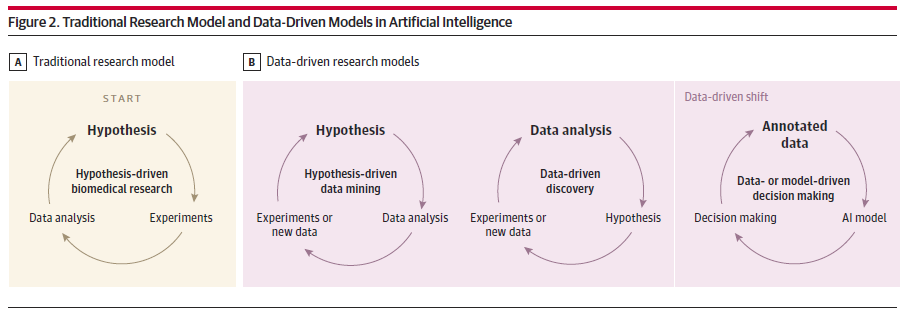 Figure 2. Traditional Research Model and Data-Driven Models in Artificial Intelligence
A Traditional research model
B Data-driven research models
START
Hypothesis
Hypothesis-driven
biomedical research
Data analysis
Experiments
Hypothesis
Hypothesis-driven
data mining
Experiments or
new data
Data analysis
Data analysis
Data-driven
discovery
Experiments or
new data
Hypothesis
Data-driven shift
Annotated
data
Data- or model-driven
decision making
Decision making
AI model